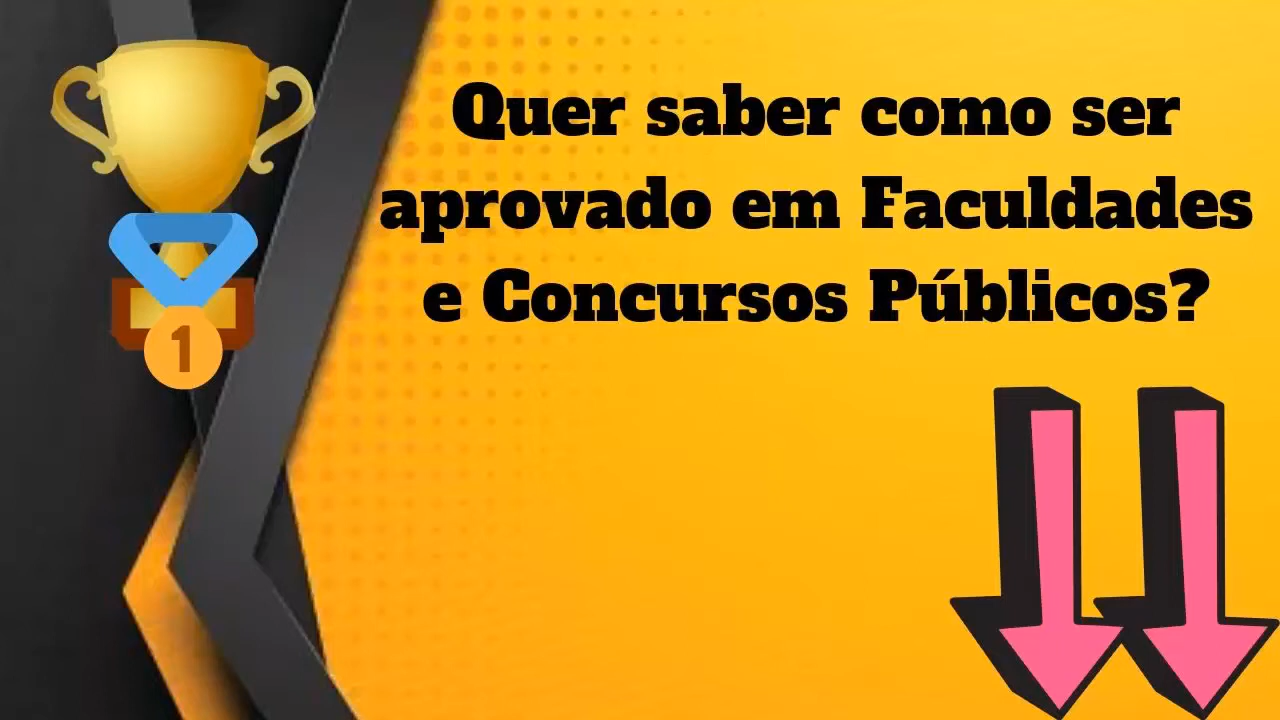 Quer saber como ser
aprovado em Faculdades
e Concursos Públicos?
1